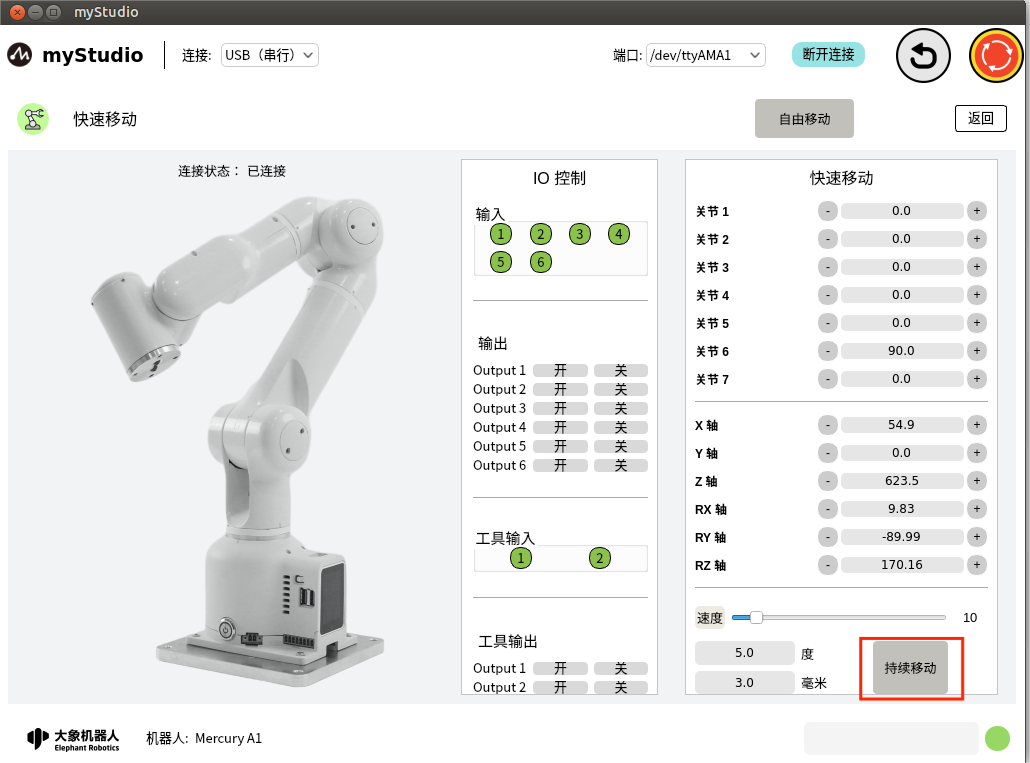 myStudio
myStudio 连接: USB（串行） 端口: /dev/ttyAMA1 断开连接
快速移动 自由移动 返回
连接状态： 已连接
IO 控制
输入
1 2 3 4
5 6
输出
Output 1 开 关
Output 2 开 关
Output 3 开 关
Output 4 开 关
Output 5 开 关
Output 6 开 关
工具输入
1 2
工具输出
Output 1 开 关
Output 2 开 关
快速移动
关节 1 - 0.0 +
关节 2 - 0.0 +
关节 3 - 0.0 +
关节 4 - 0.0 +
关节 5 - 0.0 +
关节 6 - 90.0 +
关节 7 - 0.0 +
X 轴 - 54.9 +
Y 轴 - 0.0 +
Z 轴 - 623.5 +
RX 轴 - 9.83 +
RY 轴 - -89.99 +
RZ 轴 - 170.16 +
速度 10
5.0 度
3.0 毫米
持续移动
大象机器人
Elephant Robotics
机器人: Mercury A1